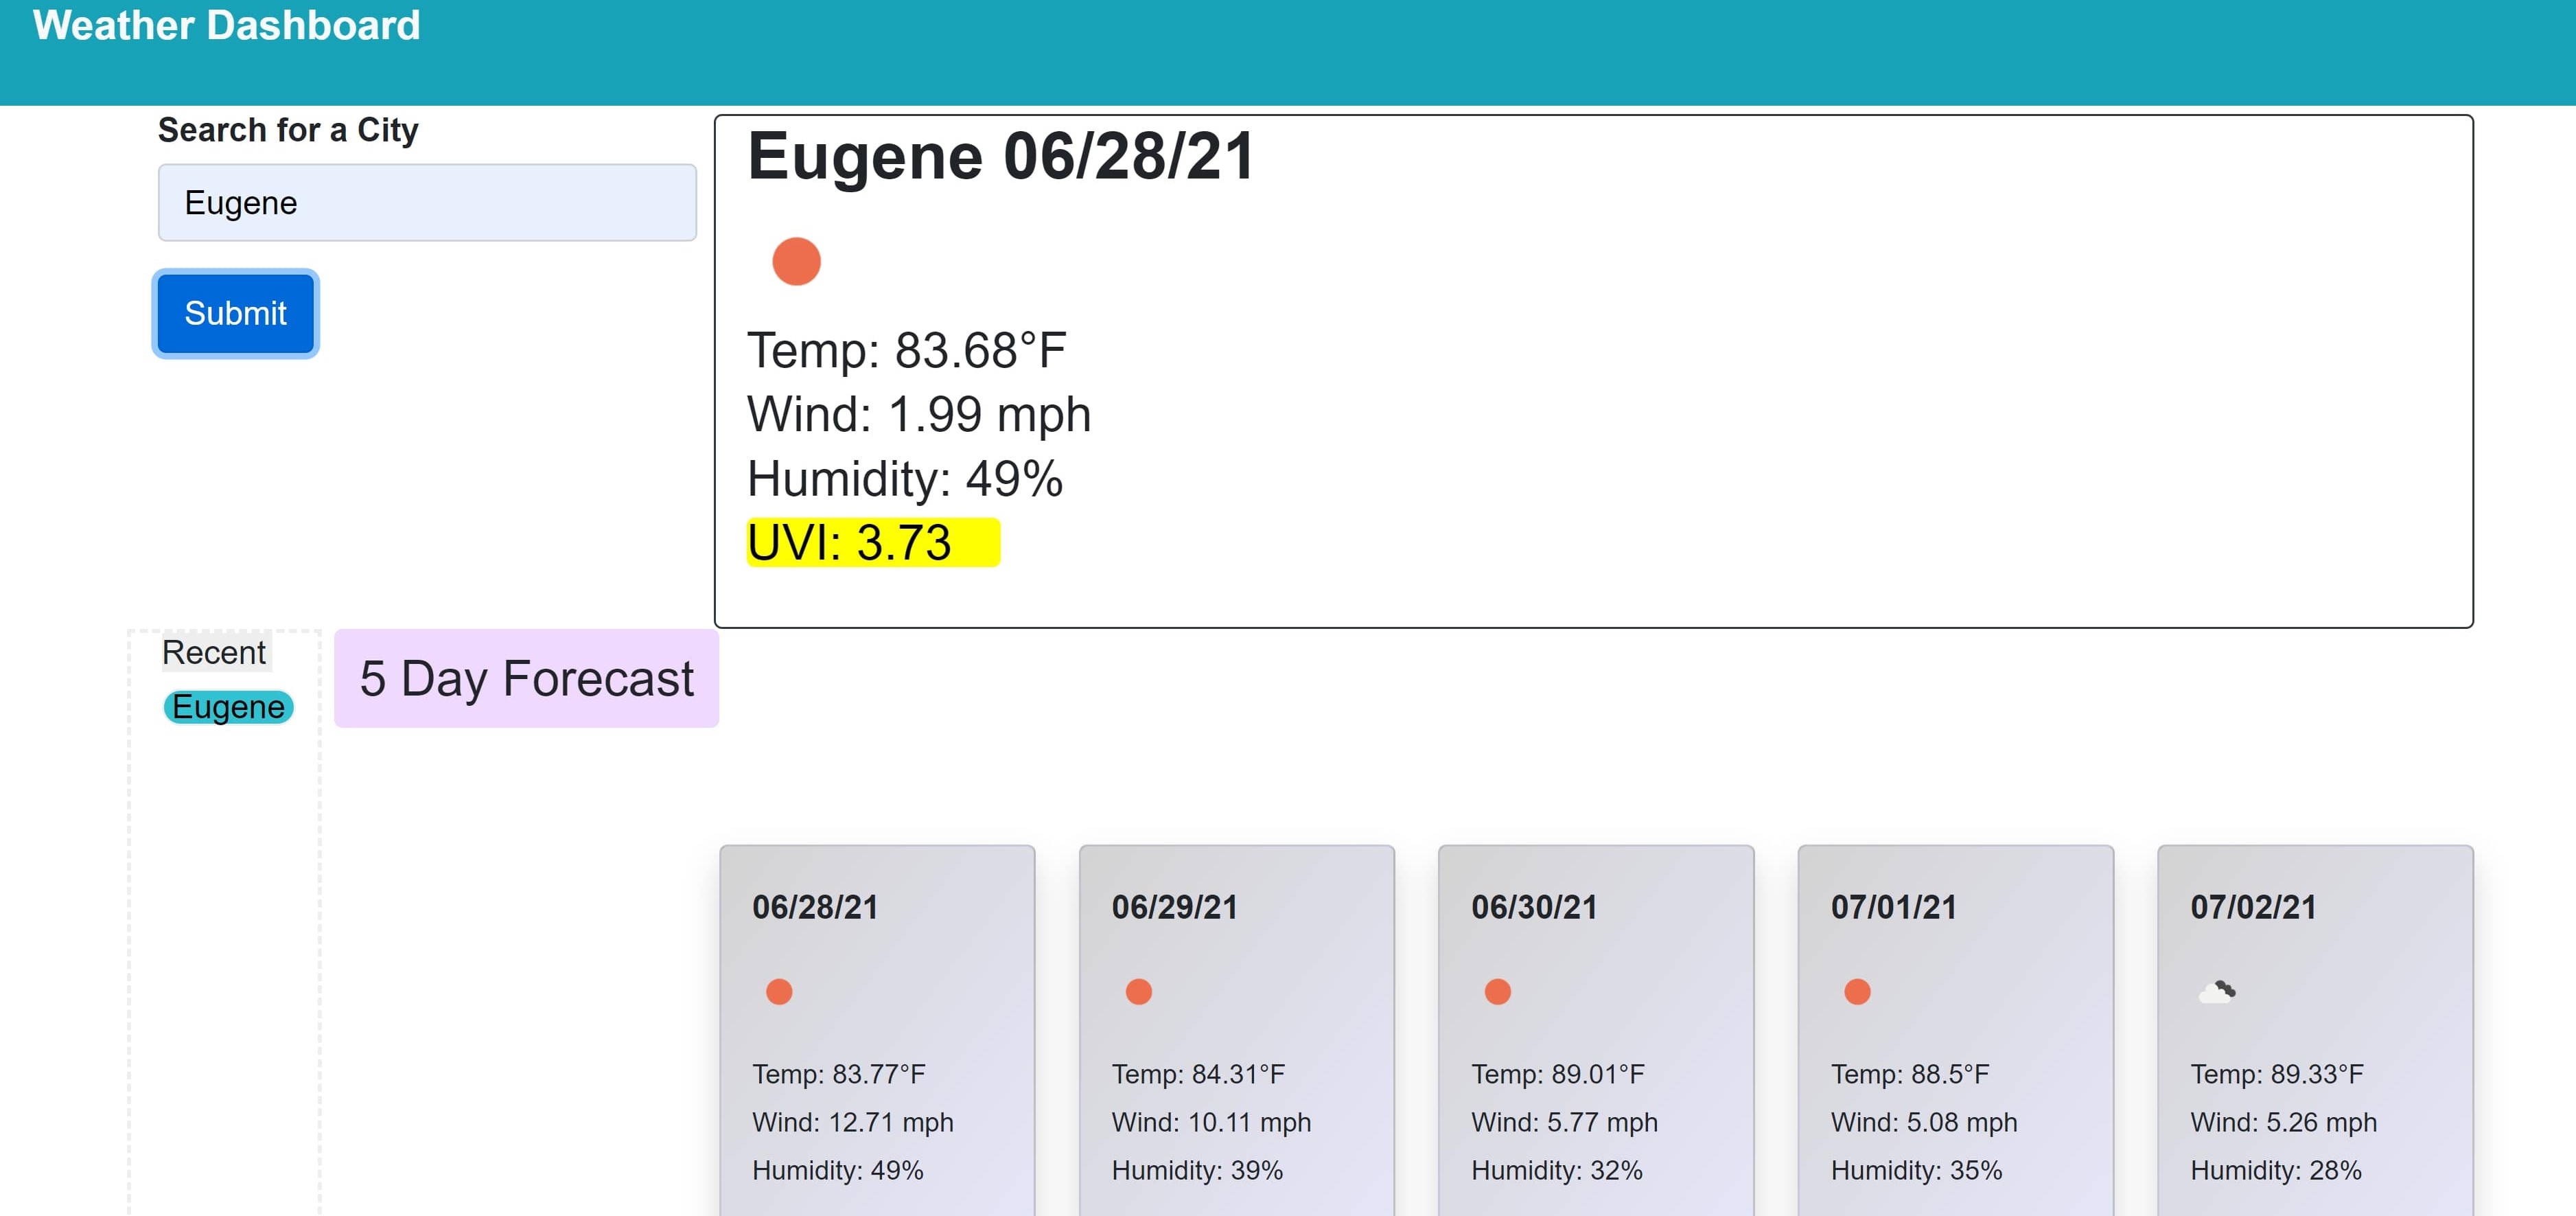 Weather Dashboard
Search for a City
Eugene
Submit
Eugene 06/28/21
Temp: 83.68°F
Wind: 1.99 mph
Humidity: 49%
UVI: 3.73
Recent
Eugene
5 Day Forecast
06/28/21
Temp: 83.77°F
Wind: 12.71 mph
Humidity: 49%
06/29/21
Temp: 84.31°F
Wind: 10.11 mph
Humidity: 39%
06/30/21
Temp: 89.01°F
Wind: 5.77 mph
Humidity: 32%
07/01/21
Temp: 88.5°F
Wind: 5.08 mph
Humidity: 35%
07/02/21
Temp: 89.33°F
Wind: 5.26 mph
Humidity: 28%